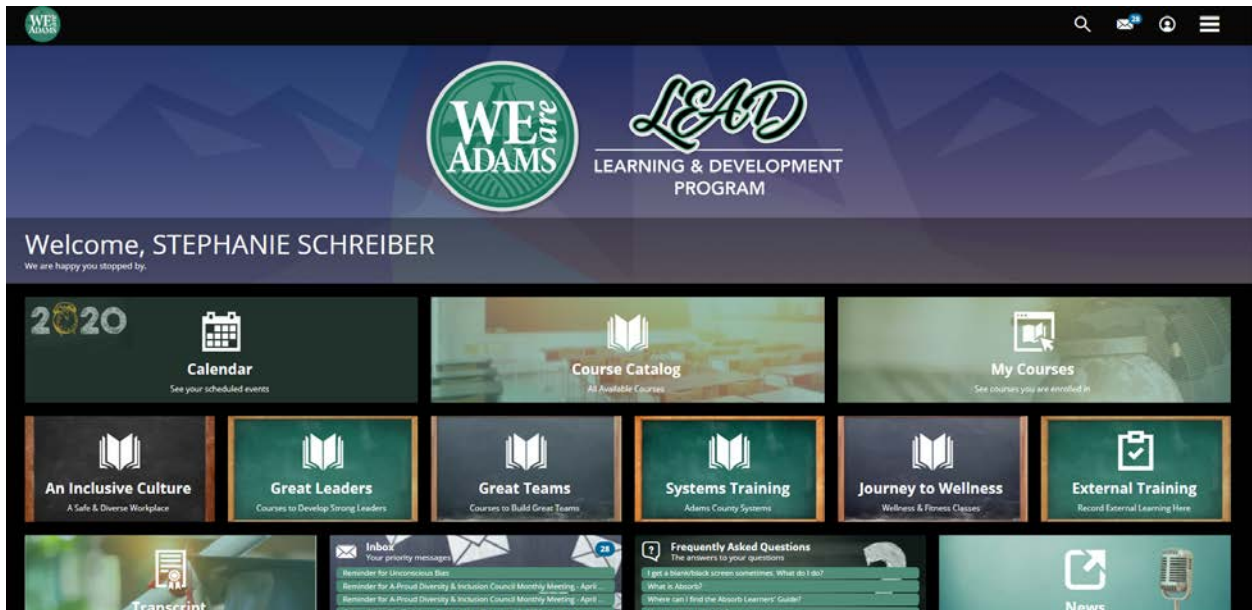 WE are
ADAMS
28
WE are
ADAMS
LEAD
LEARNING & DEVELOPMENT
PROGRAM
Welcome, STEPHANIE SCHREIBER
We are happy you stopped by.
2020
Calendar
See your scheduled events
Course Catalog
All Available Courses
My Courses
See courses you are enrolled in
An Inclusive Culture
A Safe & Diverse Workplace
Great Leaders
Courses to Develop Strong Leaders
Great Teams
Courses to Build Great Teams
Systems Training
Adams County Systems
Journey to Wellness
Wellness & Fitness Classes
External Training
Record External Learning Here
Transcript
Inbox
Your priority messages
28
Reminder for Unconscious Bias
Reminder for A-Proud Diversity & Inclusion Council Monthly Meeting - April ...
Reminder for A-Proud Diversity & Inclusion Council Monthly Meeting - April ...
Frequently Asked Questions
The answers to your questions
I get a blank/block screen sometimes. What do I do?
What is Absorb?
Where can I find the Absorb Learners' Guide?
News